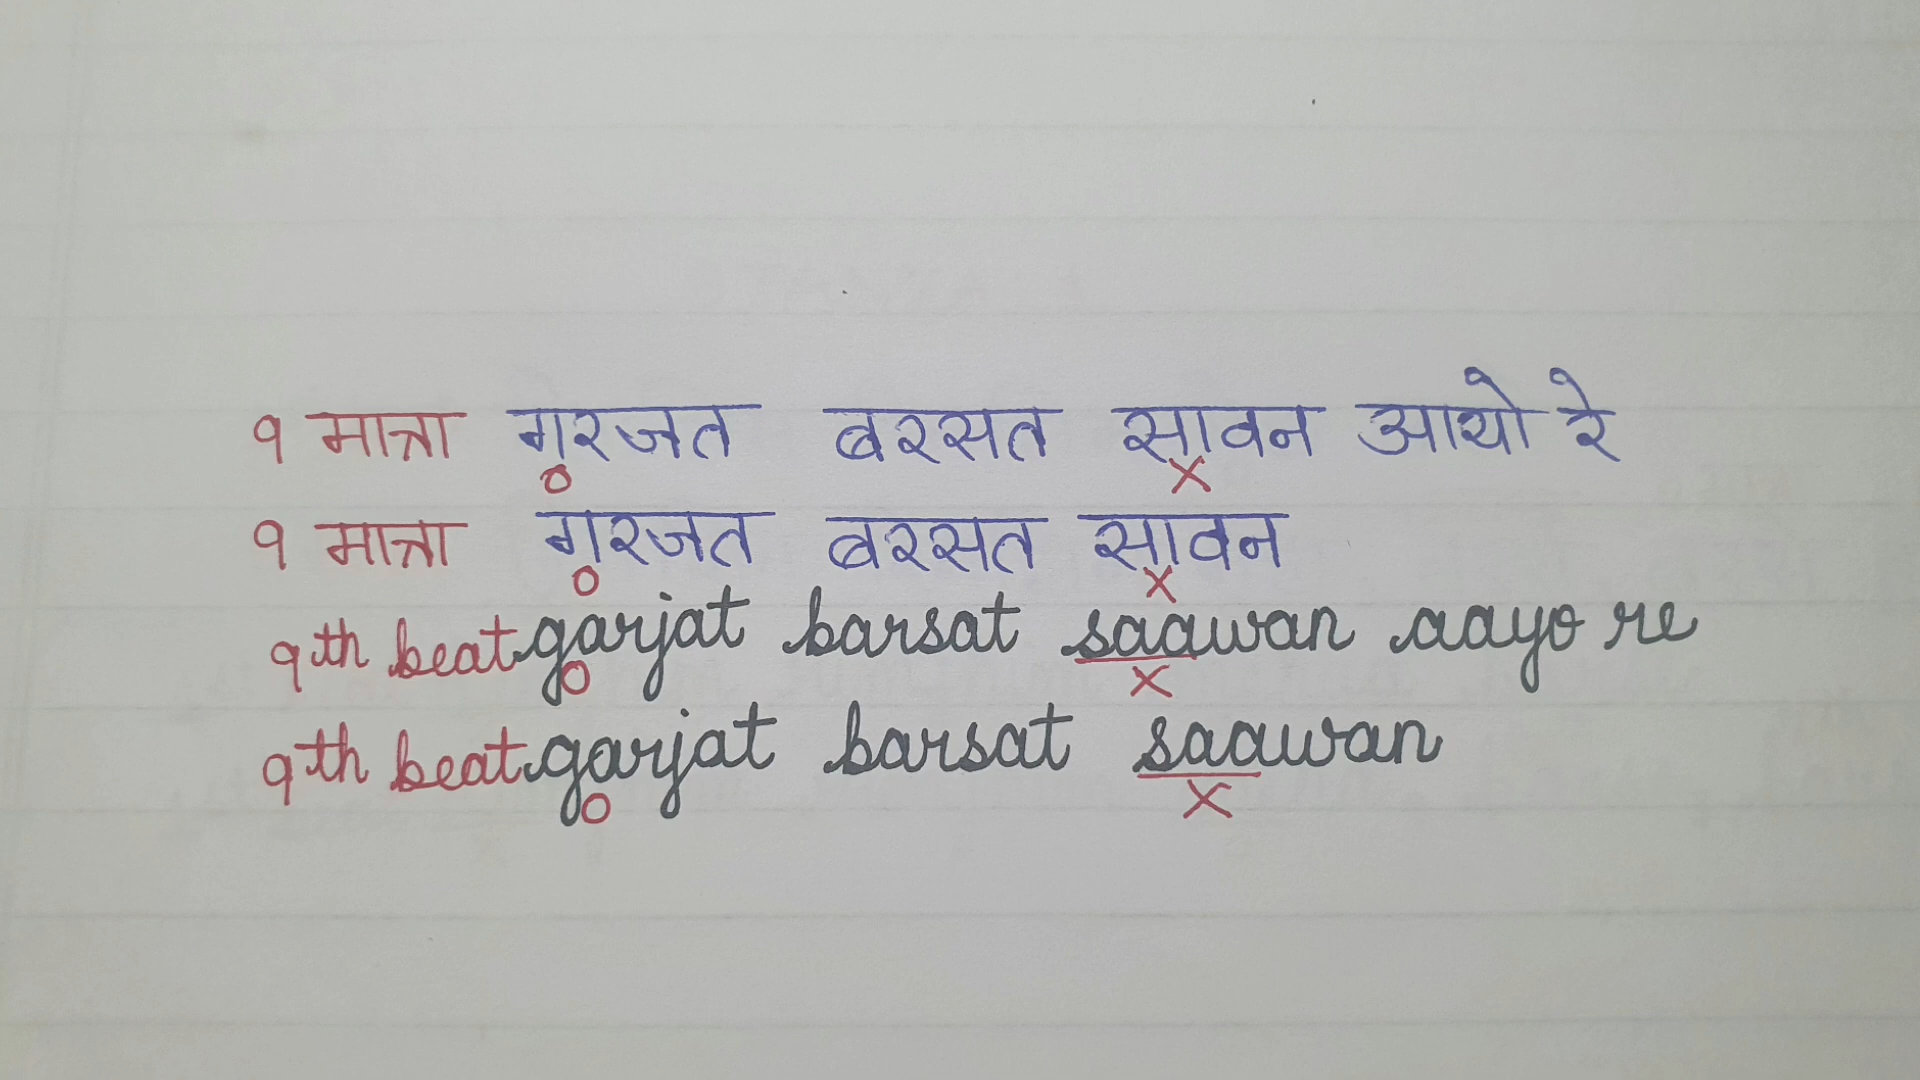 9 मात्रा गरजत बरसत सावन आयो रे
o x
9 मात्रा गरजत बरसत सावन
o x
9th beat garjat barsat saawan aayo re
o x
9th beat garjat barsat saawan
o x